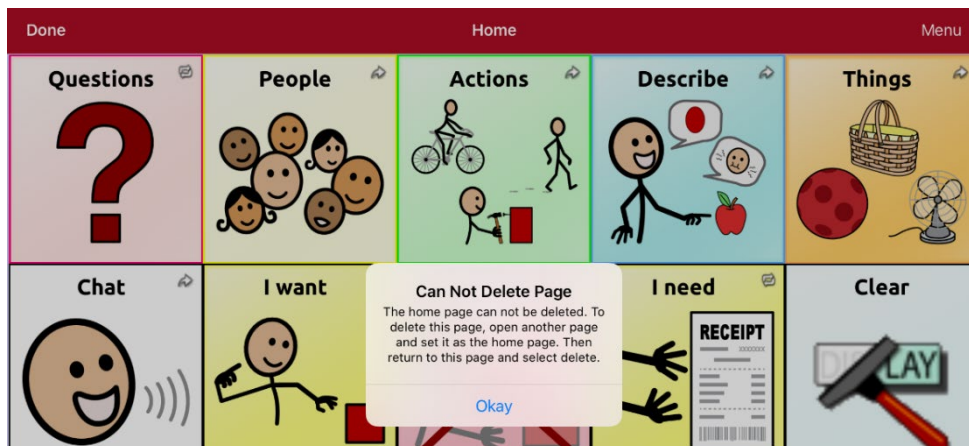 Done Home Menu
Questions People Actions Describe Things
Chat I want I need Clear
Can Not Delete Page
The home page can not be deleted. To
delete this page, open another page
and set it as the home page. Then
return to this page and select delete.
Okay
RECEIPT
xxxxxxx
LAY